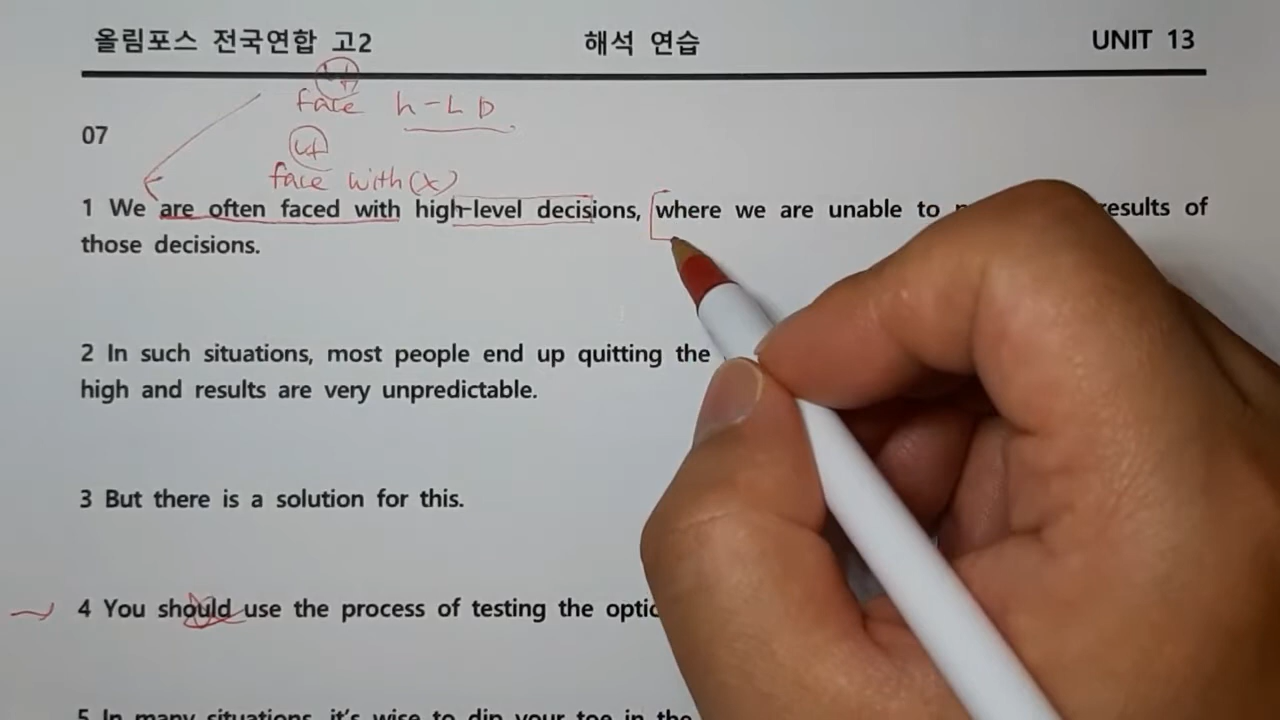 올림포스 전국연합 고2 해석 연습 UNIT 13
face h-LD
07
face with(x)
1 We are often faced with high-level decisions, where we are unable to results of
those decisions.
2 In such situations, most people end up quitting the
high and results are very unpredictable.
3 But there is a solution for this.
4 You should use the process of testing the
5 In many situations, it's wise to dip your toe in the